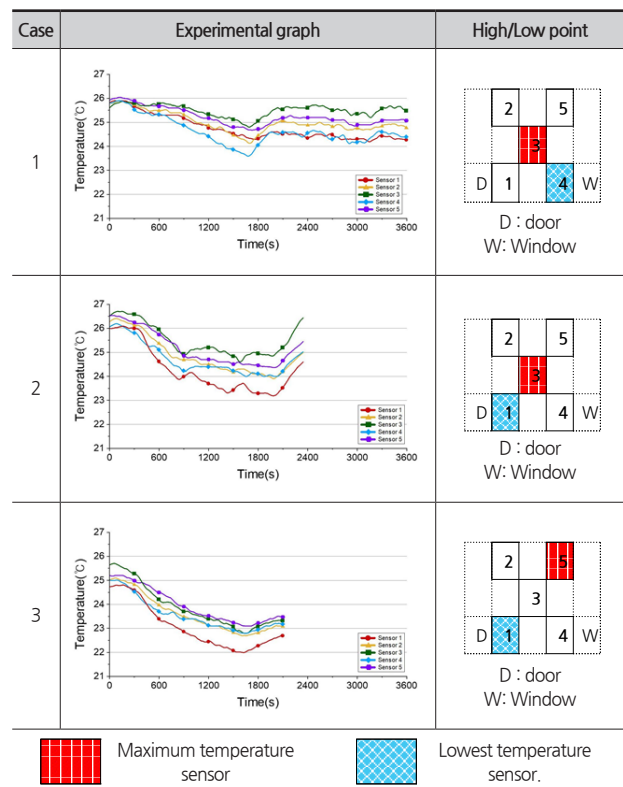 Case Experimental graph High/Low point
1
27
26
25
24
23
22
21
Temperature(℃)
0 600 1200 1800 2400 3000 3600
Time(s)
Sensor 1
Sensor 2
Sensor 3
Sensor 4
Sensor 5
2 5
3
D 1 4 W
D : door
W: Window
2
27
26
25
24
23
22
21
Temperature(℃)
0 600 1200 1800 2400 3000 3600
Time(s)
Sensor 1
Sensor 2
Sensor 3
Sensor 4
Sensor 5
2 5
3
D 1 4 W
D : door
W: Window
3
27
26
25
24
23
22
21
Temperature(℃)
0 600 1200 1800 2400 3000 3600
Time(s)
Sensor 1
Sensor 2
Sensor 3
Sensor 4
Sensor 5
2 5
3
D 1 4 W
D : door
W: Window
Maximum temperature
sensor
Lowest temperature
sensor.